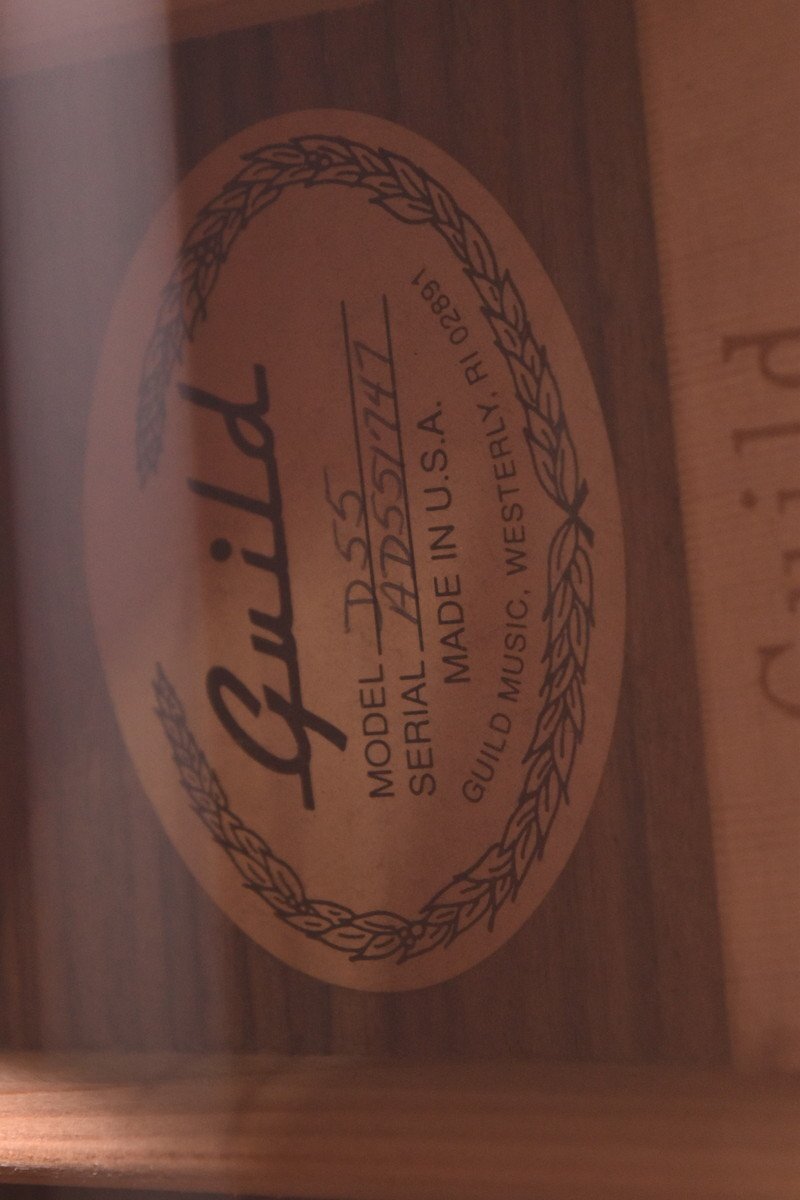 Guild
MODEL D55
SERIAL AD551747
MADE IN U.S.A.
GUILD MUSIC, WESTERLY, RI 02891
Guild